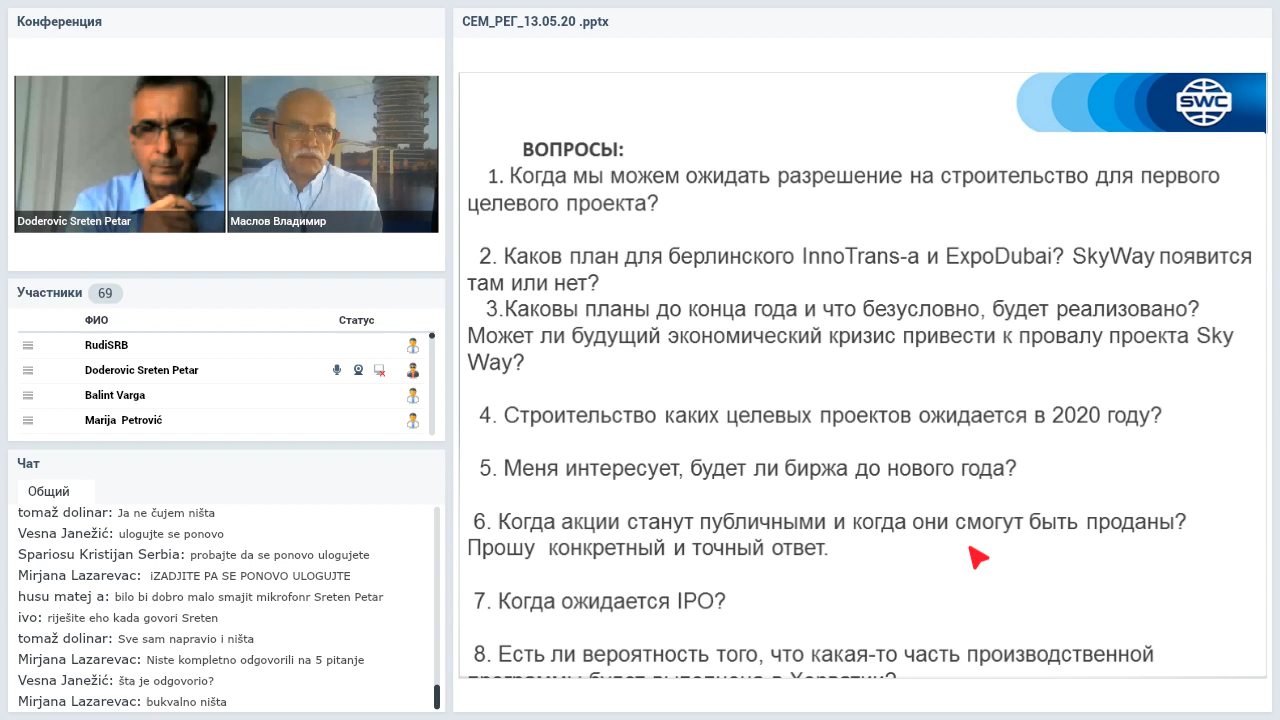 Конференция
Doderovic Sreten Petar
Маслов Владимир
Участники 69
ФИО Статус
RudiSRB
Doderovic Sreten Petar
Balint Varga
Marija Petrović
Чат
Общий
tomaž dolinar: Ja ne čujem ništa
Vesna Janežić: ulogujte se ponovo
Spariosu Kristijan Serbia: probajte da se ponovo ulogujete
Mirjana Lazarevac: iZADJITE PA SE PONOVO ULOGUJTE
husu matej a: bilo bi dobro malo smajit mikrofonr Sreten Petar
ivo: riješite eho kada govori Sreten
tomaž dolinar: Sve sam napravio i ništa
Mirjana Lazarevac: Niste kompletno odgovorili na 5 pitanje
Vesna Janežić: šta je odgovorio?
Mirjana Lazarevac: bukvalno ništa
СЕМ_РЕГ_13.05.20 .pptx
SWC
ВОПРОСЫ:
1. Когда мы можем ожидать разрешение на строительство для первого
целевого проекта?
2. Каков план для берлинского InnoTrans-а и ExpoDubai? SkyWay появится
там или нет?
3.Каковы планы до конца года и что безусловно, будет реализовано?
Может ли будущий экономический кризис привести к провалу проекта Sky
Way?
4. Строительство каких целевых проектов ожидается в 2020 году?
5. Меня интересует, будет ли биржа до нового года?
6. Когда акции станут публичными и когда они смогут быть проданы?
Прошу конкретный и точный ответ.
7. Когда ожидается IPO?
8. Есть ли вероятность того, что какая-то часть производственной
программы будет выполнена в Хорватии?